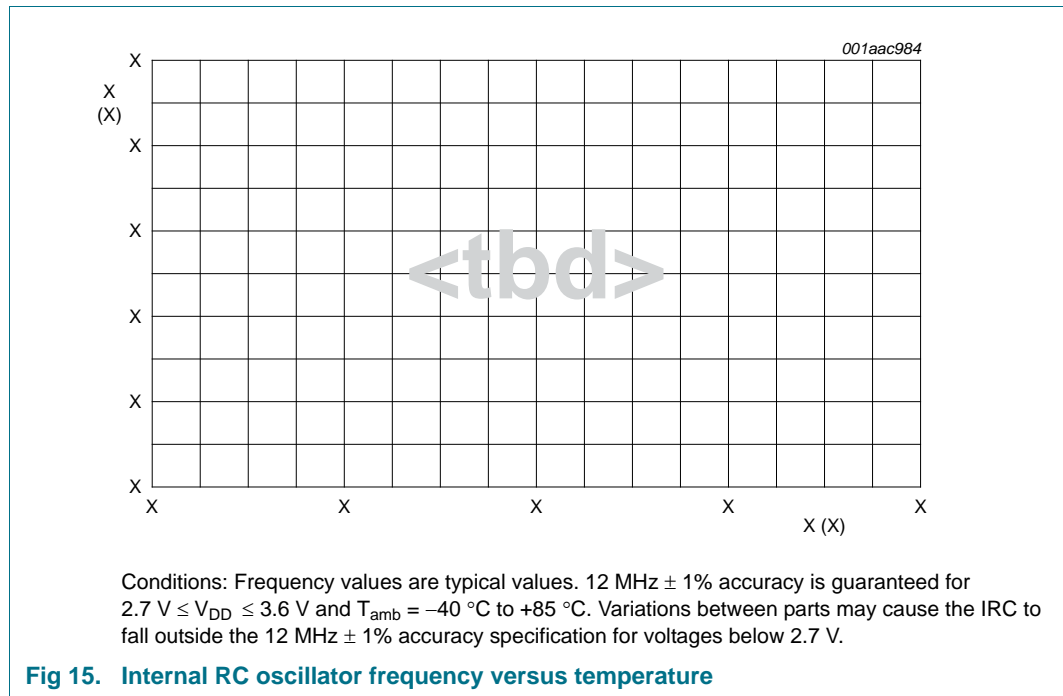 001aac984
X
X
(X)
X
X
<tbd>
X
X
X
X X X X X
X (X)
Conditions: Frequency values are typical values. 12 MHz ± 1% accuracy is guaranteed for
2.7 V ≤ VDD ≤ 3.6 V and Tamb = −40 °C to +85 °C. Variations between parts may cause the IRC to
fall outside the 12 MHz ± 1% accuracy specification for voltages below 2.7 V.
Fig 15. Internal RC oscillator frequency versus temperature